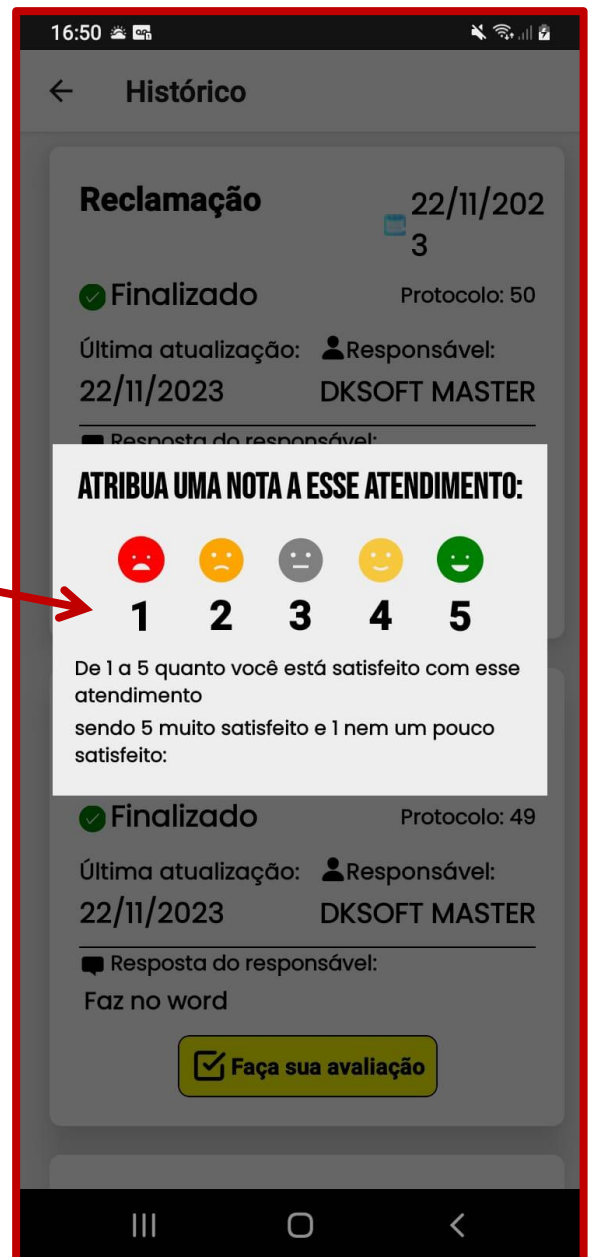 16:50
Histórico
Reclamação
22/11/202
3
Finalizado
Protocolo: 50
Última atualização:
Responsável:
22/11/2023
DKSOFT MASTER
Resposta do responsável:
ATRIBUA UMA NOTA A ESSE ATENDIMENTO:
1 2 3 4 5
De 1 a 5 quanto você está satisfeito com esse
atendimento
sendo 5 muito satisfeito e 1 nem um pouco
satisfeito:
Finalizado
Protocolo: 49
Última atualização:
Responsável:
22/11/2023
DKSOFT MASTER
Resposta do responsável:
Faz no word
Faça sua avaliação